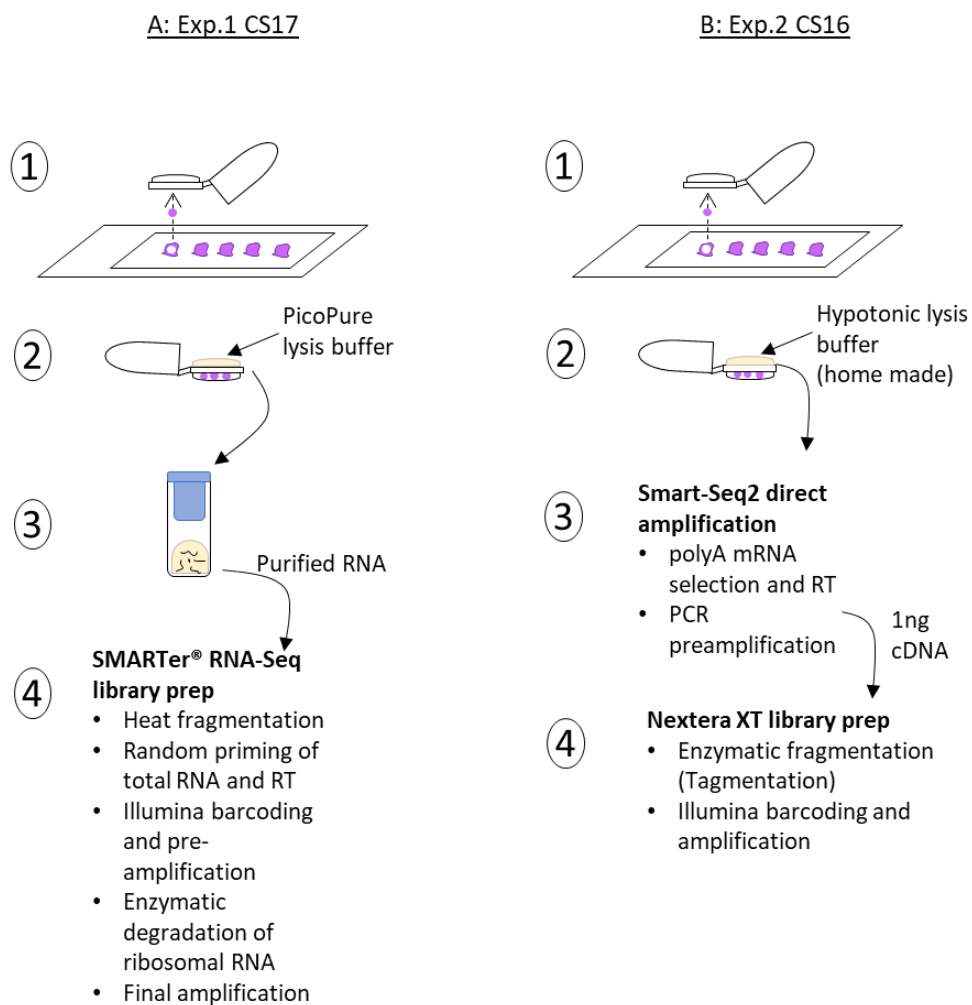 A: Exp.1 CS17
1
PicoPure
lysis buffer
2
3
Purified RNA
SMARTer® RNA-Seq
library prep
4
• Heat fragmentation
• Random priming of
total RNA and RT
• Illumina barcoding
and pre-
amplification
• Enzymatic
degradation of
ribosomal RNA
• Final amplification
B: Exp.2 CS16
1
Hypotonic lysis
buffer
(home made)
2
Smart-Seq2 direct
amplification
3
• polyA mRNA
selection and RT
• PCR
preamplification
1ng
cDNA
Nextera XT library prep
4
• Enzymatic fragmentation
(Tagmentation)
• Illumina barcoding and
amplification